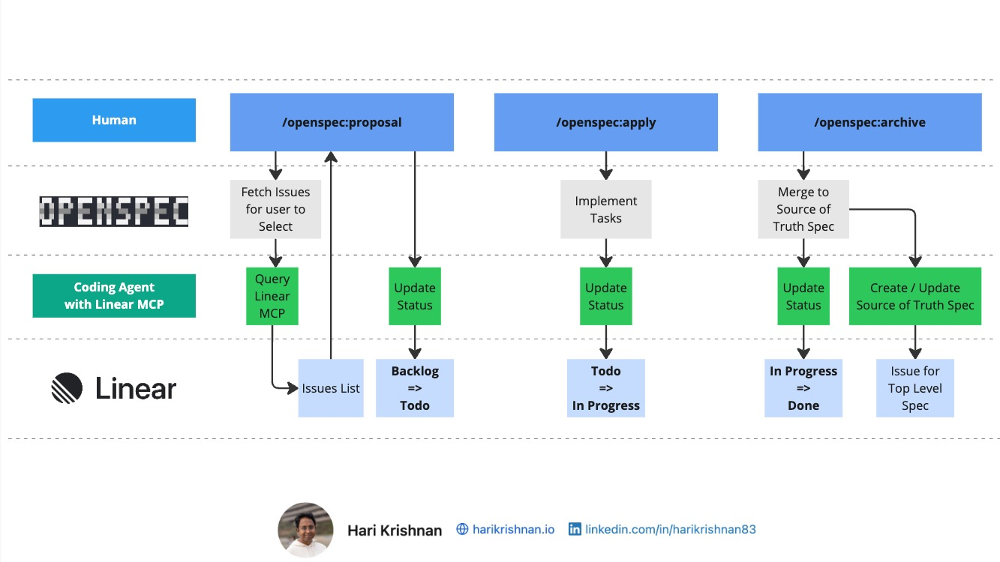 Human
/openspec:proposal
/openspec:apply
/openspec:archive
OPENSPEC
Fetch Issues
for user to
Select
Implement
Tasks
Merge to
Source of
Truth Spec
Coding Agent
with Linear MCP
Query
Linear
MCP
Update
Status
Update
Status
Update
Status
Create / Update
Source of Truth Spec
Linear
Issues List
Backlog
=>
Todo
Todo
=>
In Progress
In Progress
=>
Done
Issue for
Top Level
Spec
Hari Krishnan
harikrishnan.io
in linkedin.com/in/harikrishnan83